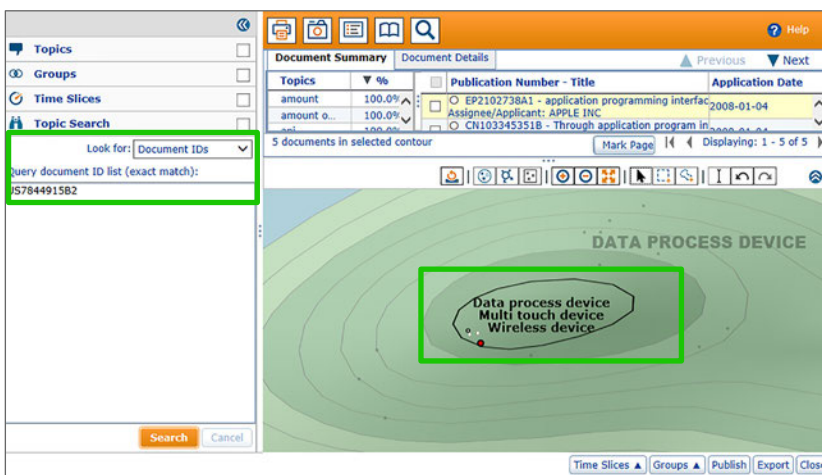 Help
Topics
Groups
Time Slices
Topic Search
Look for: Document IDs
Query document ID list (exact match):
US7844915B2
Search Cancel
Document Summary Document Details
Previous Next
Topics ▼ % Publication Number - Title Application Date
amount 100.0% EP2102738A1 - application programming interfac 2008-01-04
Assignee/Applicant: APPLE INC
amount o... 100.0%
CN103345351B - Through application program in
5 documents in selected contour Mark Page Displaying: 1 - 5 of 5
DATA PROCESS DEVICE
Data process device
Multi touch device
Wireless device
Time Slices ▲ Groups ▲ Publish Export Clos